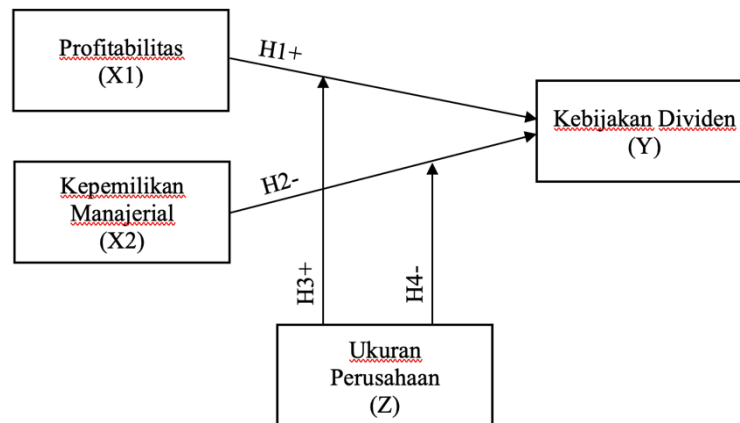 Profitabilitas
(X1)
H1+
Kebijakan Dividen
(Y)
Kepemilikan
Manajerial
(X2)
H2-
H3+
H4-
Ukuran
Perusahaan
(Z)